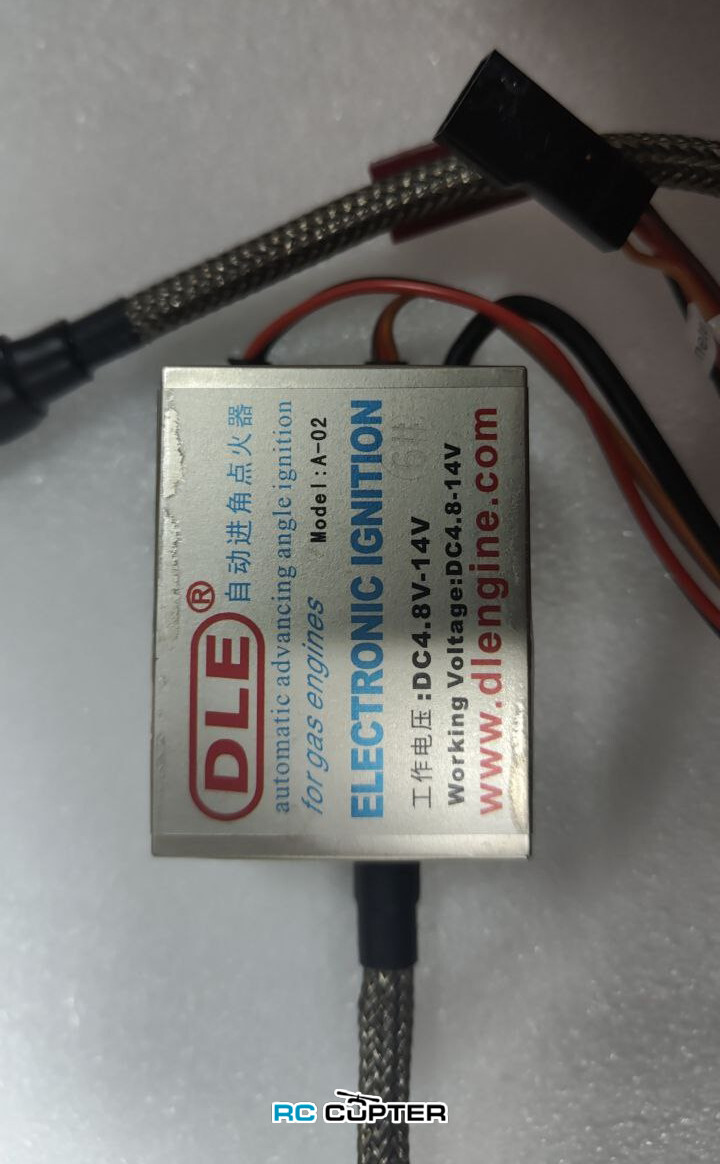 DLE® 自动进角点火器
automatic advancing angle ignition
for gas engines Model:A-02
ELECTRONIC IGNITION
工作电压:DC4.8V-14V
Working Voltage:DC4.8-14V
www.dlengine.com
RC COPTER